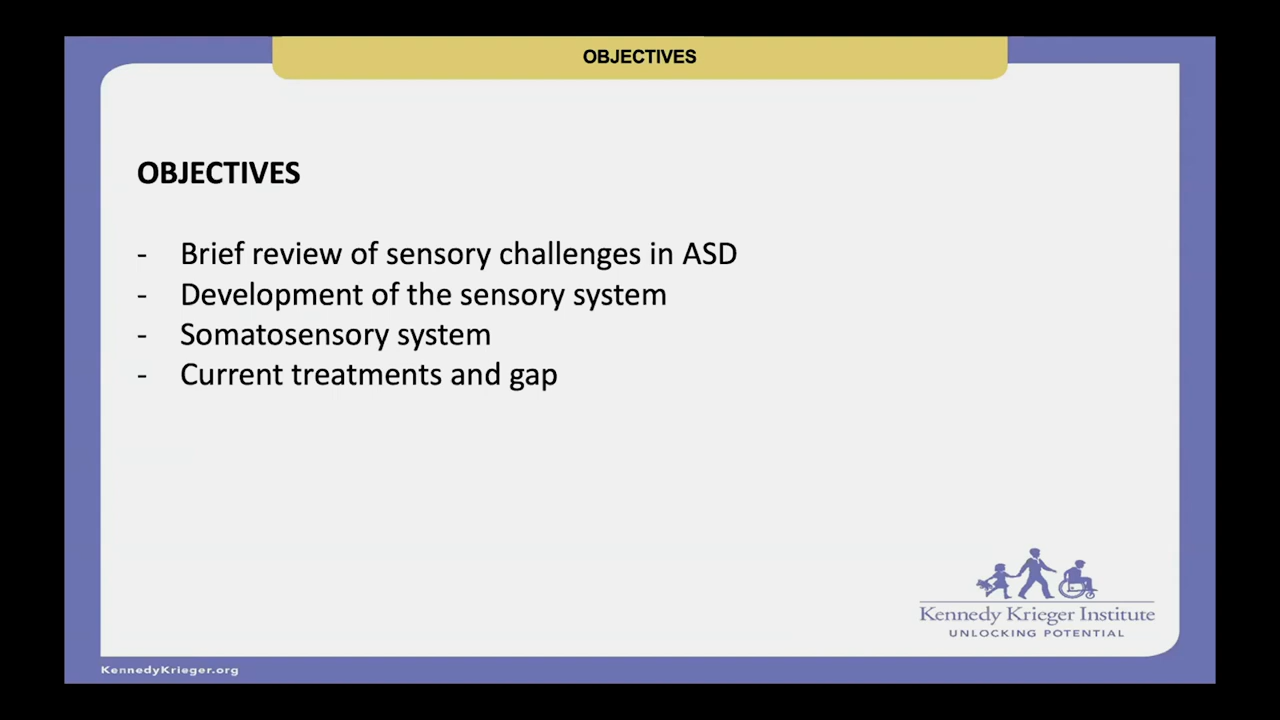 OBJECTIVES
OBJECTIVES
- Brief review of sensory challenges in ASD
- Development of the sensory system
- Somatosensory system
- Current treatments and gap
Kennedy Krieger Institute
UNLOCKING POTENTIAL
KennedyKrieger.org